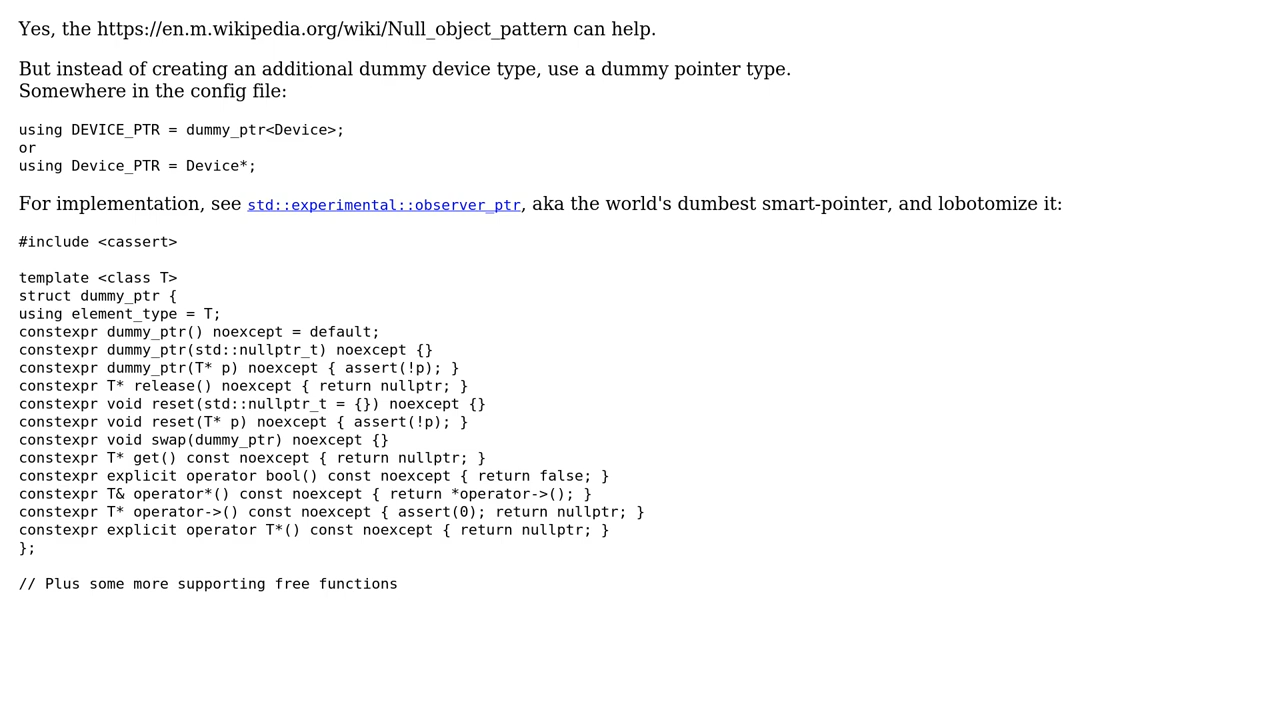 Yes, the https://en.m.wikipedia.org/wiki/Null_object_pattern can help.
But instead of creating an additional dummy device type, use a dummy pointer type.
Somewhere in the config file:
using DEVICE_PTR = dummy_ptr<Device>;
or
using Device_PTR = Device*;
For implementation, see std::experimental::observer_ptr, aka the world's dumbest smart-pointer, and lobotomize it:
#include <cassert>
template <class T>
struct dummy_ptr {
using element_type = T;
constexpr dummy_ptr() noexcept = default;
constexpr dummy_ptr(std::nullptr_t) noexcept {}
constexpr dummy_ptr(T* p) noexcept { assert(!p); }
constexpr T* release() noexcept { return nullptr; }
constexpr void reset(std::nullptr_t = {}) noexcept {}
constexpr void reset(T* p) noexcept { assert(!p); }
constexpr void swap(dummy_ptr) noexcept {}
constexpr T* get() const noexcept { return nullptr; }
constexpr explicit operator bool() const noexcept { return false; }
constexpr T& operator*() const noexcept { return *operator->(); }
constexpr T* operator->() const noexcept { assert(0); return nullptr; }
constexpr explicit operator T*() const noexcept { return nullptr; }
};
// Plus some more supporting free functions